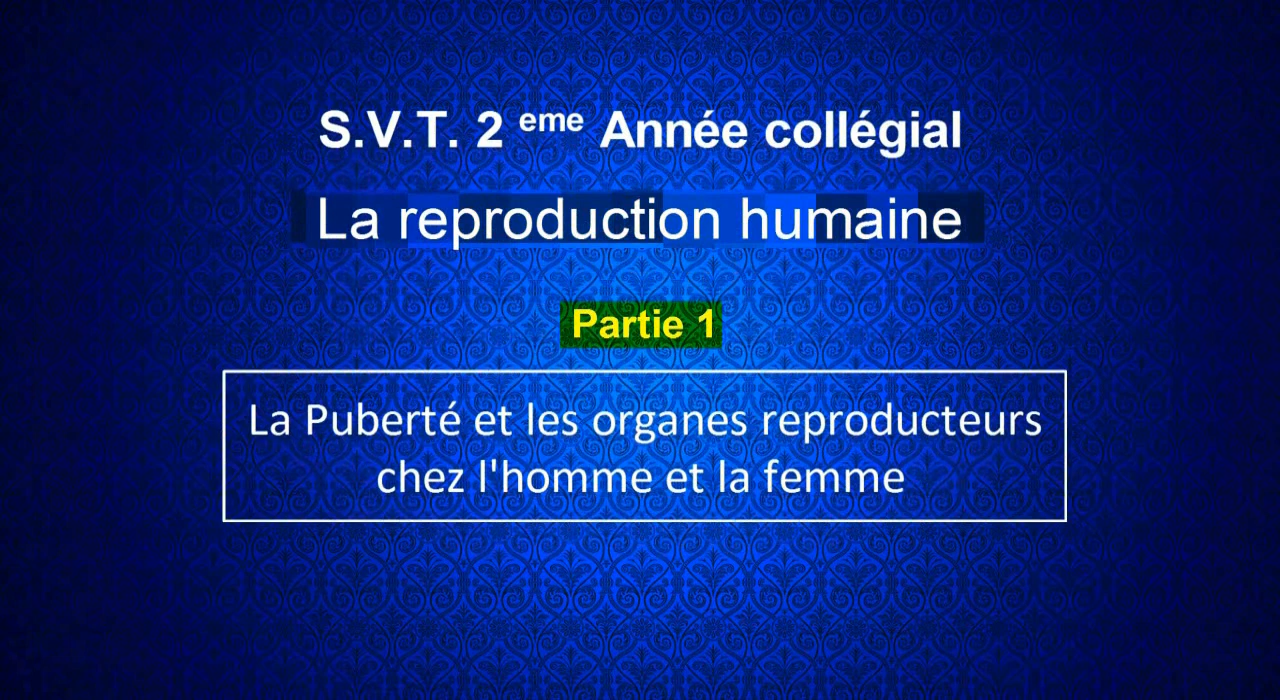 S.V.T. 2 eme Année collégial
La reproduction humaine
Partie 1
La Puberté et les organes reproducteurs
chez l'homme et la femme